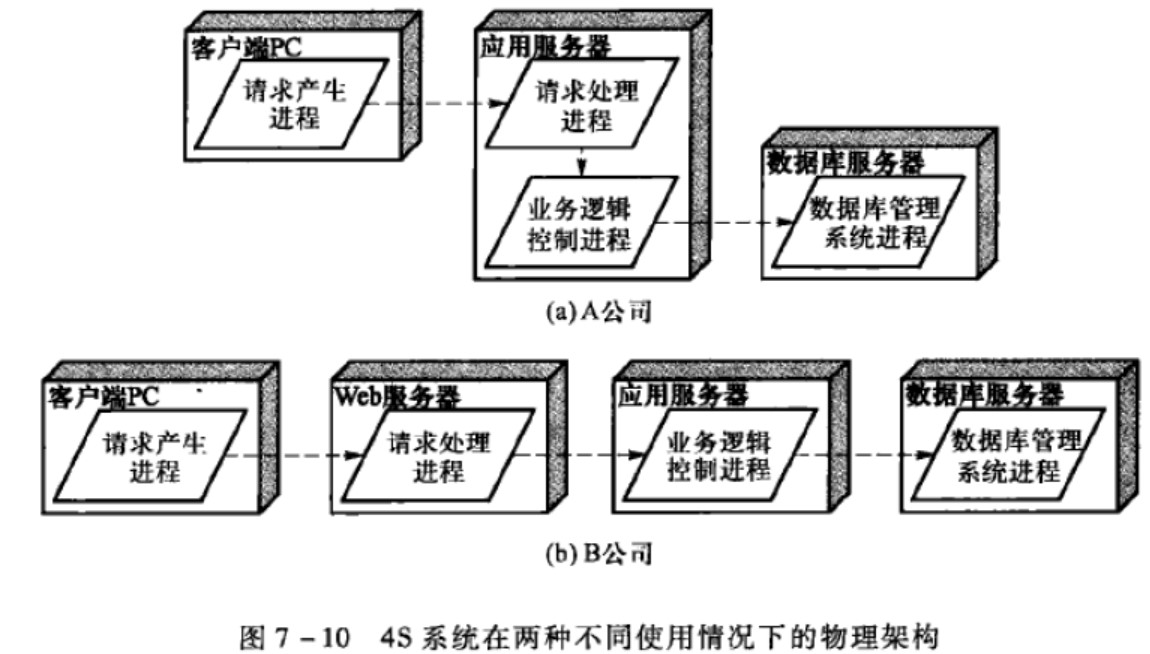 客户端PC
请求产生
进程
应用服务器
请求处理
进程
业务逻辑
控制进程
数据库服务器
数据库管理
系统进程
(a) A公司
客户端PC
请求产生
进程
Web服务器
请求处理
进程
应用服务器
业务逻辑
控制进程
数据库服务器
数据库管理
系统进程
(b) B公司
图 7-10 4S 系统在两种不同使用情况下的物理架构